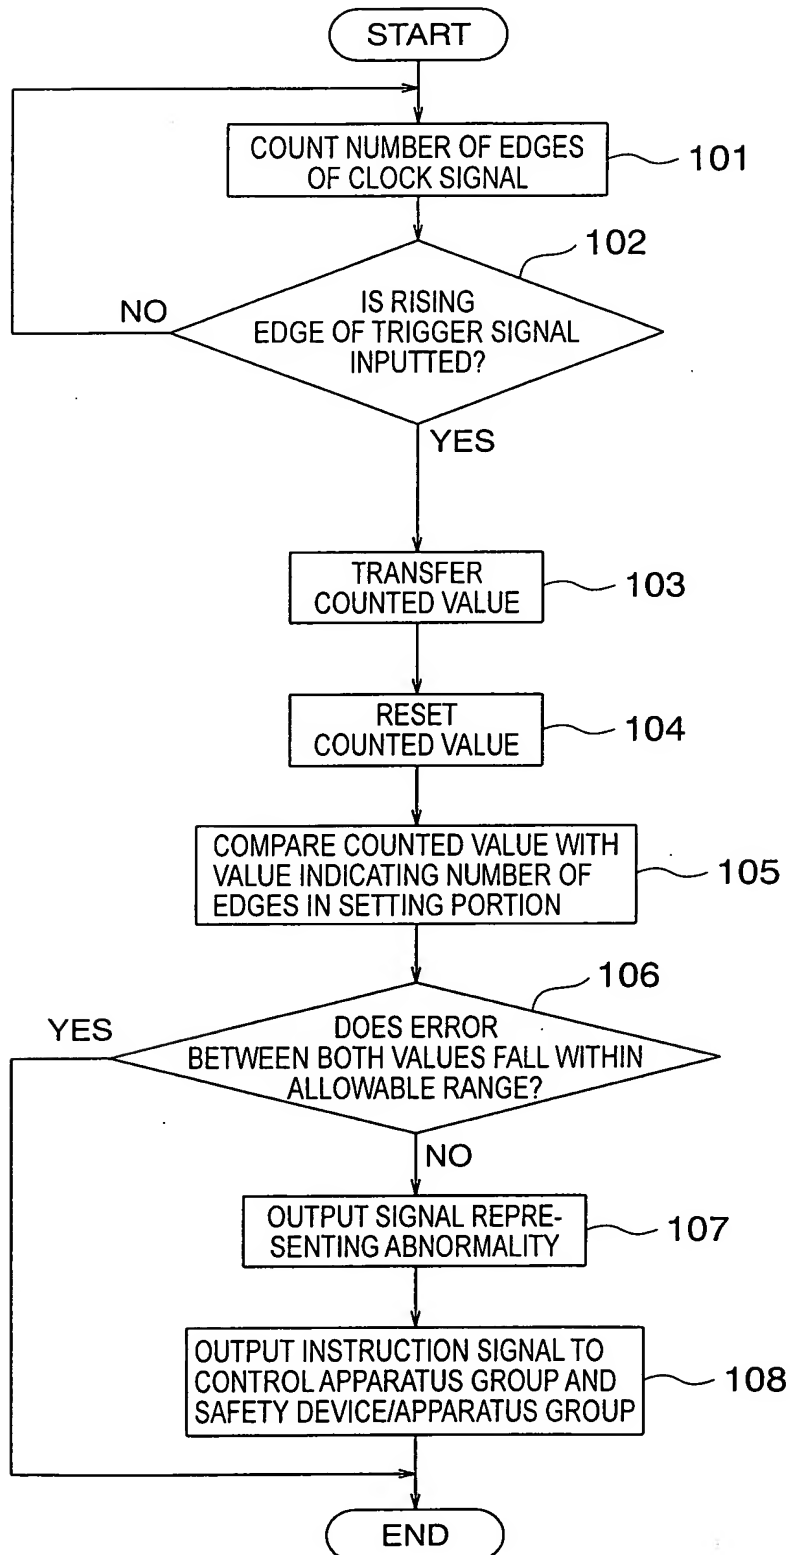 START
COUNT NUMBER OF EDGES
OF CLOCK SIGNAL
101
102
IS RISING
EDGE OF TRIGGER SIGNAL
INPUTTED?
NO
YES
TRANSFER
COUNTED VALUE
103
RESET
COUNTED VALUE
104
COMPARE COUNTED VALUE WITH
VALUE INDICATING NUMBER OF
EDGES IN SETTING PORTION
105
106
YES
DOES ERROR
BETWEEN BOTH VALUES FALL WITHIN
ALLOWABLE RANGE?
NO
OUTPUT SIGNAL REPRE-
SENTING ABNORMALITY
107
OUTPUT INSTRUCTION SIGNAL TO
CONTROL APPARATUS GROUP AND
SAFETY DEVICE/APPARATUS GROUP
108
END